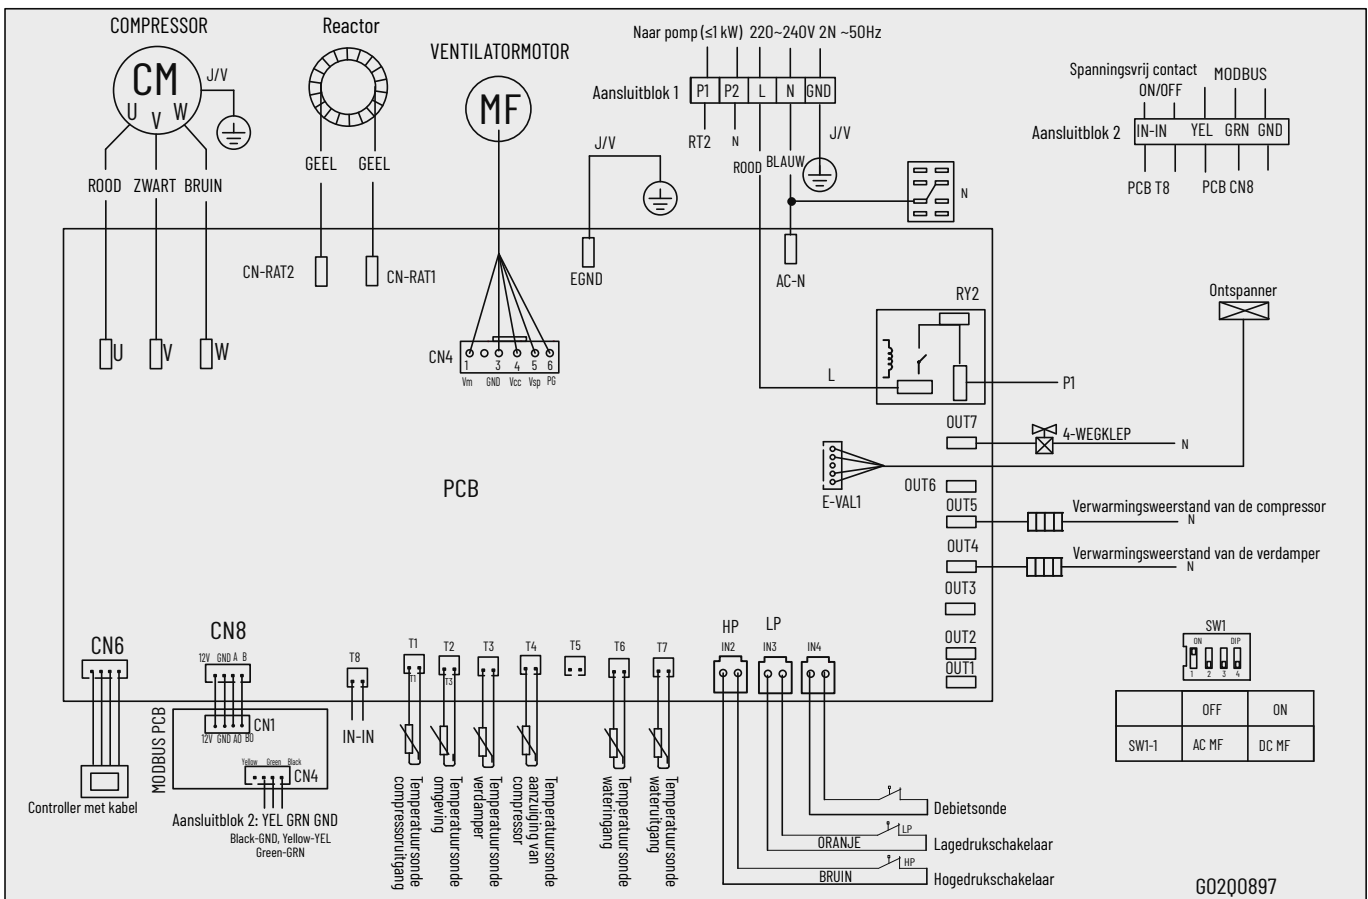 COMPRESSOR
CM
U V W
J/V
ROOD ZWART BRUIN
U V W
Reactor
GEEL GEEL
CN-RAT2 CN-RAT1
VENTILATORMOTOR
MF
CN4
1 3 4 5 6
Vm GND Vcc Vsp PG
J/V
EGND
Naar pomp (≤1 kW) 220~240V 2N ~50Hz
Aansluitblok 1 P1 P2 L N GND
RT2 N ROOD BLAUW J/V
N
AC-N
Spanningsvrij contact
ON/OFF
MODBUS
Aansluitblok 2 IN-IN YEL GRN GND
PCB T8 PCB CN8
RY2
L
P1
Ontspanner
OUT7
4-WEGKLEP
N
E-VAL1
OUT6
OUT5
Verwarmingsweerstand van de compressor
N
OUT4
Verwarmingsweerstand van de verdamper
N
OUT3
OUT2
OUT1
PCB
CN6
Controller met kabel
CN8
12V GND A B
MODBUS PCB
CN1
12V GND A0 B0
Yellow Green Black
CN4
Aansluitblok 2: YEL GRN GND
Black-GND, Yellow-YEL
Green-GRN
T8
IN-IN
T1
T1
Temperatuursonde
compressoruitgang
T2
T3
Temperatuursonde
omgeving
T3
Temperatuursonde
verdamper
T4
Temperatuursonde
aanzuiging van
compressor
T5
T6
Temperatuursonde
wateringang
T7
Temperatuursonde
wateruitgang
HP LP
IN2 IN3 IN4
Debietsonde
LP
ORANJE
Lagedrukschakelaar
HP
BRUIN
Hogedrukschakelaar
SW1
ON DIP
1 2 3 4
OFF ON
SW1-1 AC MF DC MF
G02Q0897